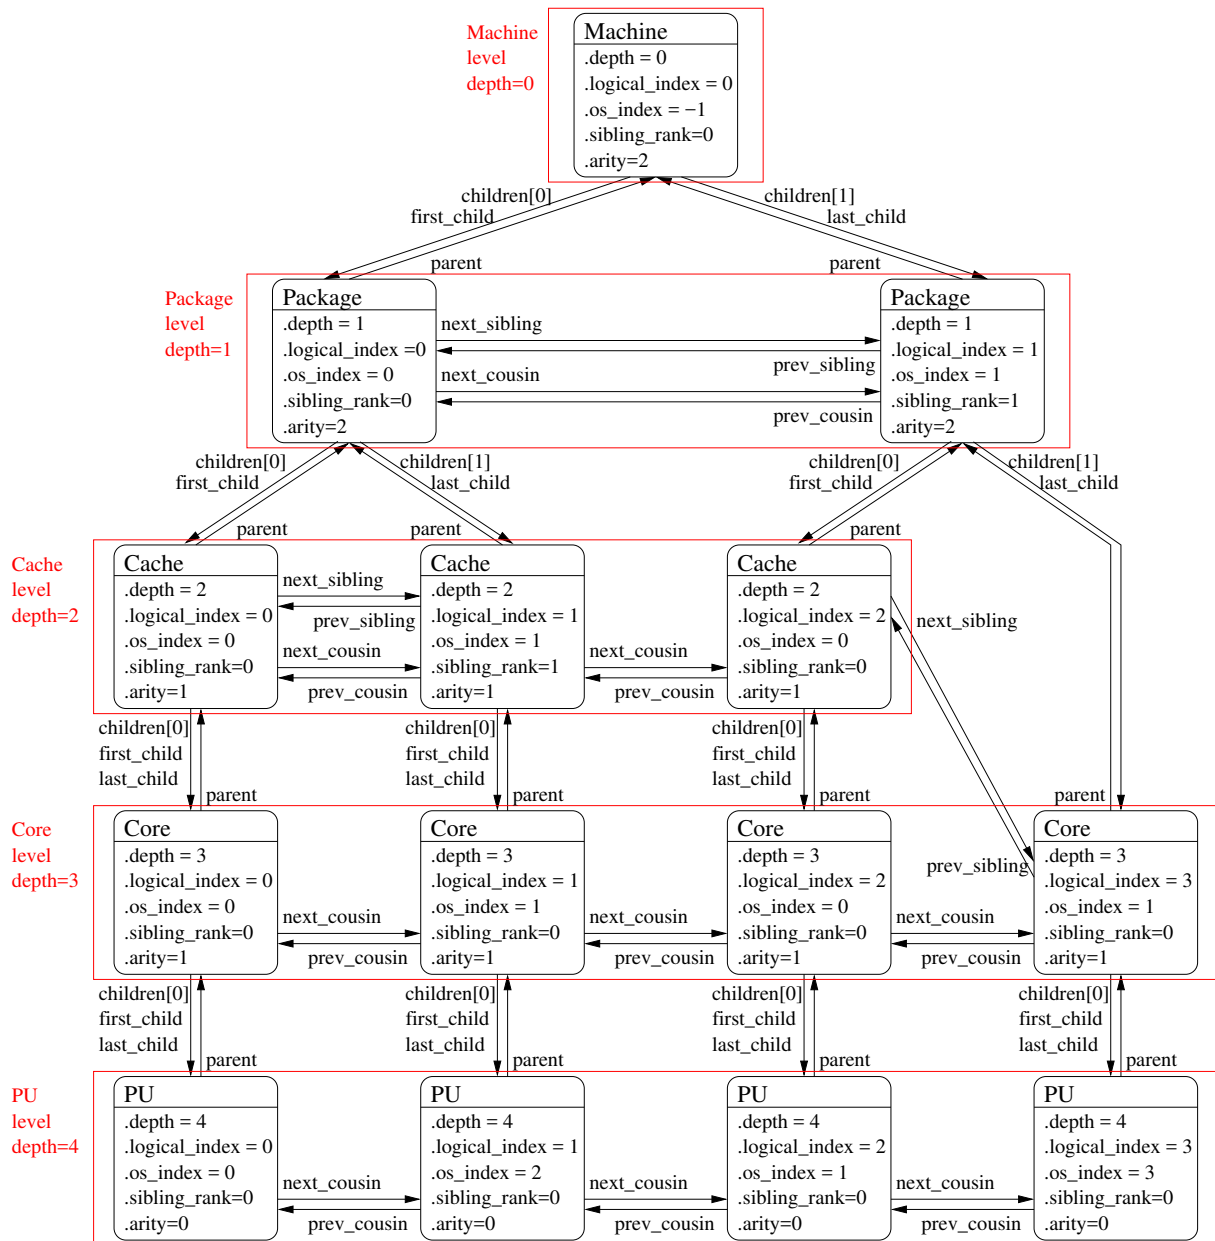 Machine
level
depth=0
Machine
.depth = 0
.logical_index = 0
.os_index = −1
.sibling_rank=0
.arity=2
children[0]
first_child
children[1]
last_child
parent
parent
Package
level
depth=1
Package
.depth = 1
.logical_index =0
.os_index = 0
.sibling_rank=0
.arity=2
next_sibling
prev_sibling
next_cousin
prev_cousin
Package
.depth = 1
.logical_index = 1
.os_index = 1
.sibling_rank=1
.arity=2
children[0]
first_child
children[1]
last_child
children[0]
first_child
children[1]
last_child
parent
parent
Cache
level
depth=2
Cache
.depth = 2
.logical_index = 0
.os_index = 0
.sibling_rank=0
.arity=1
next_sibling
prev_sibling
next_cousin
prev_cousin
Cache
.depth = 2
.logical_index = 1
.os_index = 1
.sibling_rank=1
.arity=1
next_cousin
prev_cousin
Cache
.depth = 2
.logical_index = 2
.os_index = 0
.sibling_rank=0
.arity=1
next_sibling
children[0]
first_child
last_child
children[0]
first_child
last_child
children[0]
first_child
last_child
parent
parent
parent
parent
Core
level
depth=3
Core
.depth = 3
.logical_index = 0
.os_index = 0
.sibling_rank=0
.arity=1
next_cousin
prev_cousin
Core
.depth = 3
.logical_index = 1
.os_index = 1
.sibling_rank=0
.arity=1
next_cousin
prev_cousin
Core
.depth = 3
.logical_index = 2
.os_index = 0
.sibling_rank=0
.arity=1
prev_sibling
next_cousin
prev_cousin
Core
.depth = 3
.logical_index = 3
.os_index = 1
.sibling_rank=0
.arity=1
children[0]
first_child
last_child
children[0]
first_child
last_child
children[0]
first_child
last_child
children[0]
first_child
last_child
parent
parent
parent
parent
PU
level
depth=4
PU
.depth = 4
.logical_index = 0
.os_index = 0
.sibling_rank=0
.arity=0
next_cousin
prev_cousin
PU
.depth = 4
.logical_index = 1
.os_index = 2
.sibling_rank=0
.arity=0
next_cousin
prev_cousin
PU
.depth = 4
.logical_index = 2
.os_index = 1
.sibling_rank=0
.arity=0
next_cousin
prev_cousin
PU
.depth = 4
.logical_index = 3
.os_index = 3
.sibling_rank=0
.arity=0